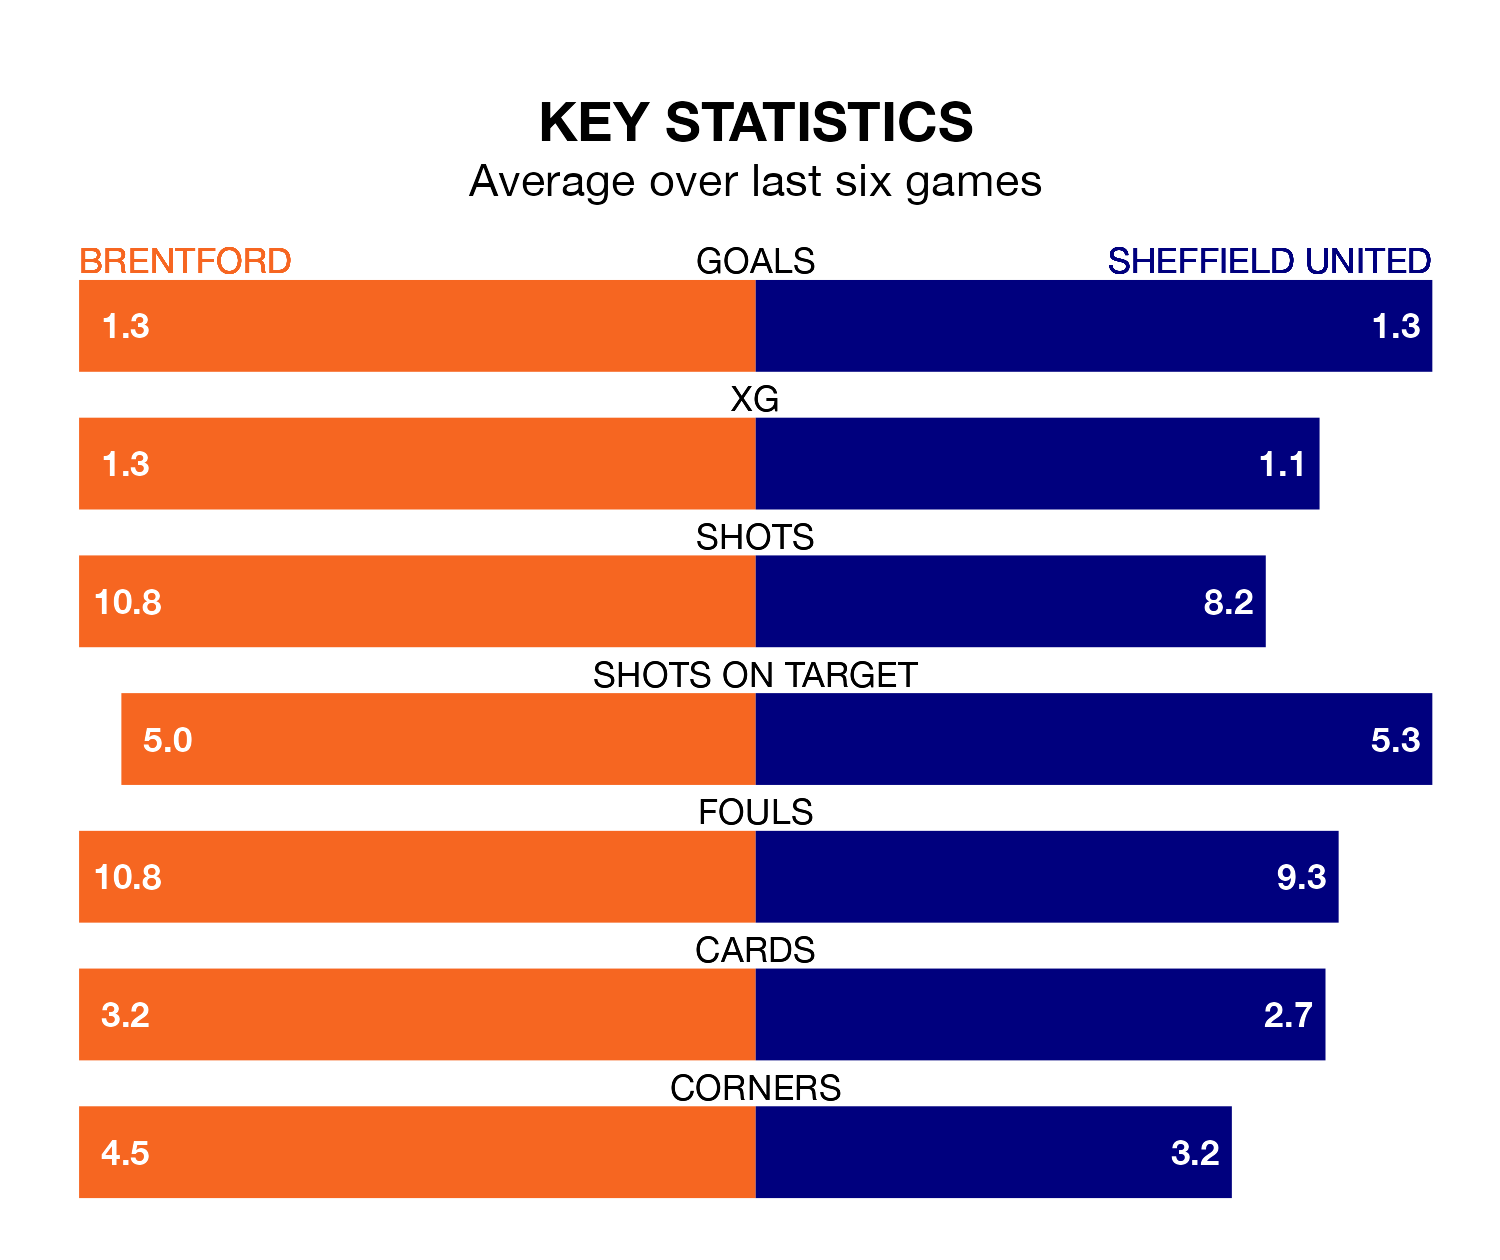 KEY STATISTICS
Average over last six games
BRENTFORD GOALS SHEFFIELD UNITED
1.3 1.3
XG
1.3 1.1
SHOTS
10.8 8.2
SHOTS ON TARGET
5.0 5.3
FOULS
10.8 9.3
CARDS
3.2 2.7
CORNERS
4.5 3.2